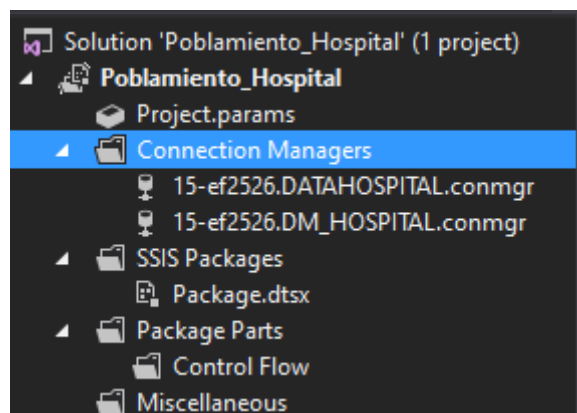 Solution 'Poblamiento_Hospital' (1 project)
Poblamiento_Hospital
Project.params
Connection Managers
15-ef2526.DATAHOSPITAL.conmgr
15-ef2526.DM_HOSPITAL.conmgr
SSIS Packages
Package.dtsx
Package Parts
Control Flow
Miscellaneous